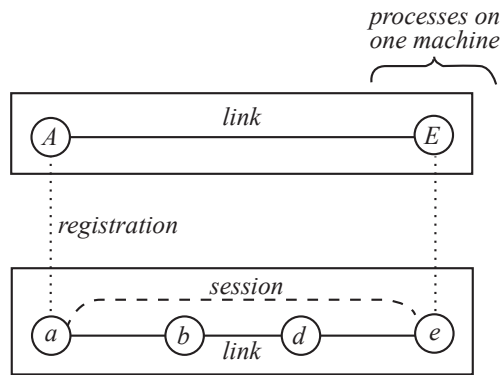 processes on
one machine
link
A
E
registration
session
a
b
d
e
link